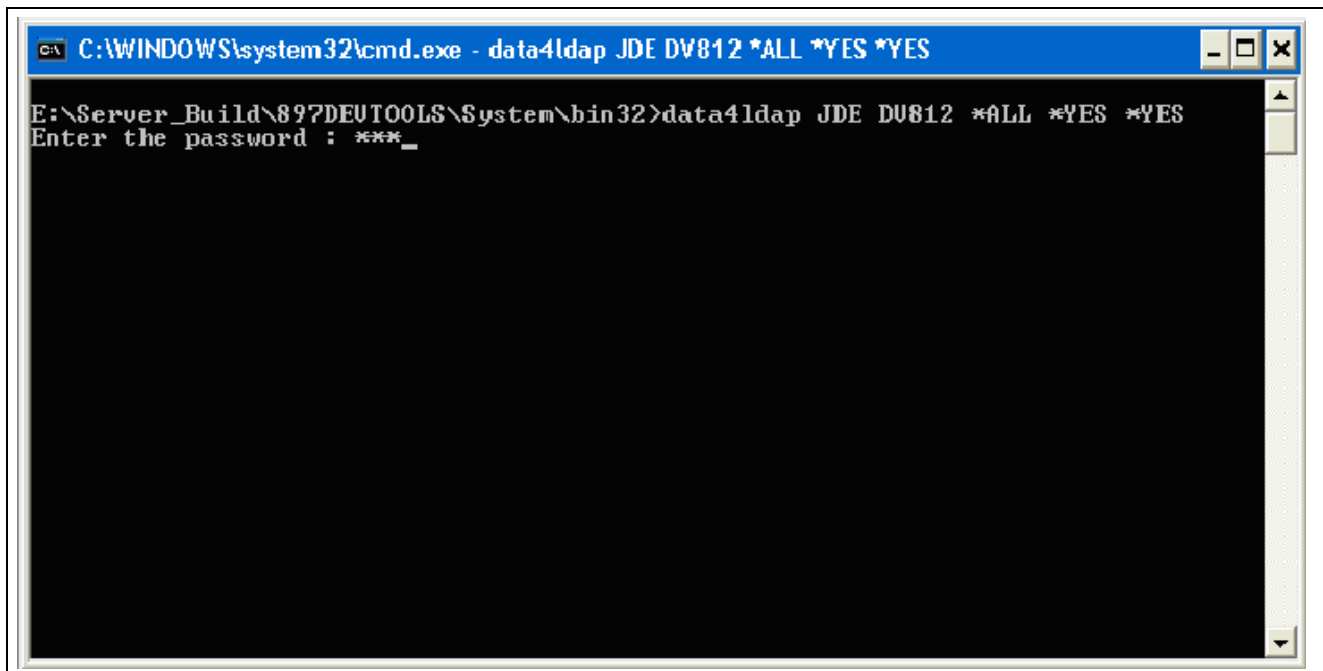 C:\WINDOWS\system32\cmd.exe - data4ldap JDE DV812 *ALL *YES *YES
E:\Server_Build\897DEVTOOLS\System\bin32>data4ldap JDE DV812 *ALL *YES *YES
Enter the password : ***_